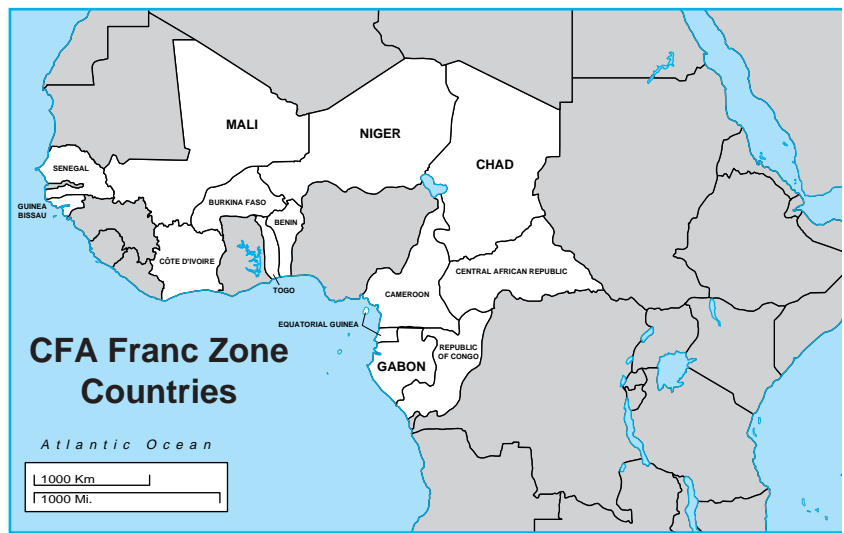 MALI
NIGER
CHAD
SENEGAL
GUINEA
BISSAU
BURKINA FASO
BENIN
CÔTE D'IVOIRE
TOGO
CENTRAL AFRICAN REPUBLIC
CAMEROON
EQUATORIAL GUINEA
REPUBLIC
OF CONGO
GABON
CFA Franc Zone
Countries
Atlantic Ocean
1000 Km
1000 Mi.